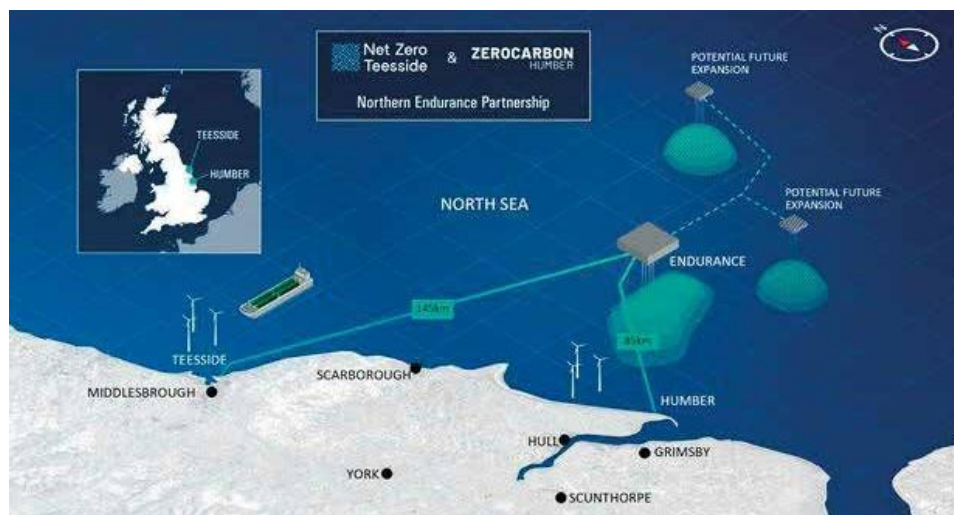 Net Zero
Teesside
&
ZEROCARBON
HUMBER
Northern Endurance Partnership
N
POTENTIAL FUTURE
EXPANSION
TEESSIDE
HUMBER
NORTH SEA
POTENTIAL FUTURE
EXPANSION
ENDURANCE
145km
85km
TEESSIDE
SCARBOROUGH
MIDDLESBROUGH
HUMBER
HULL
GRIMSBY
YORK
SCUNTHORPE